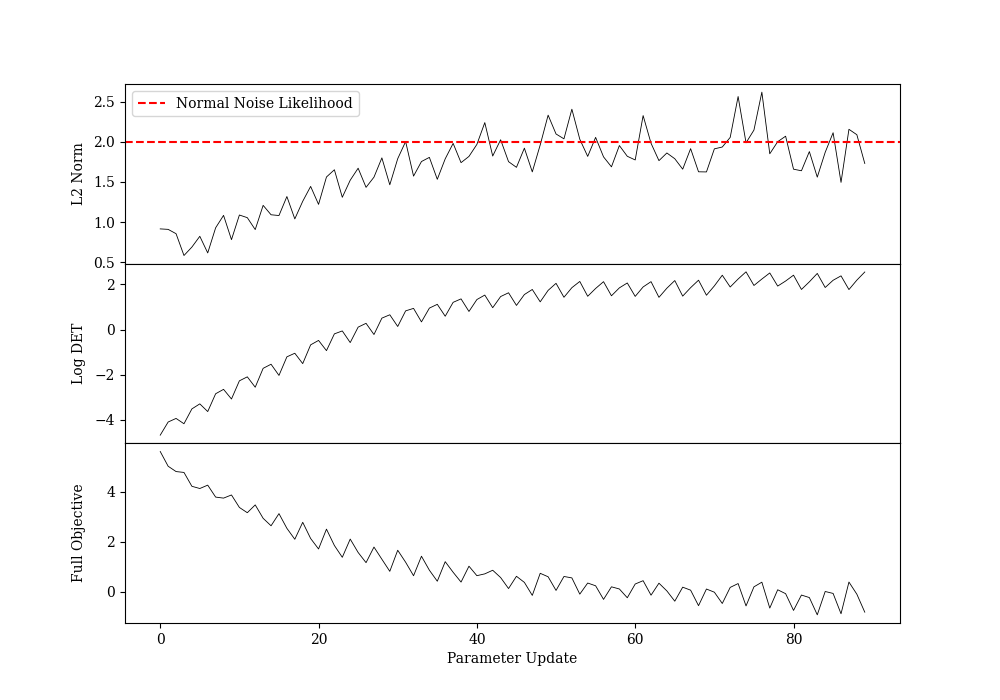 Normal Noise Likelihood
2.5
2.0
1.5
1.0
0.5
L2 Norm
2
0
−2
−4
Log DET
4
2
0
Full Objective
0 20 40 60 80
Parameter Update